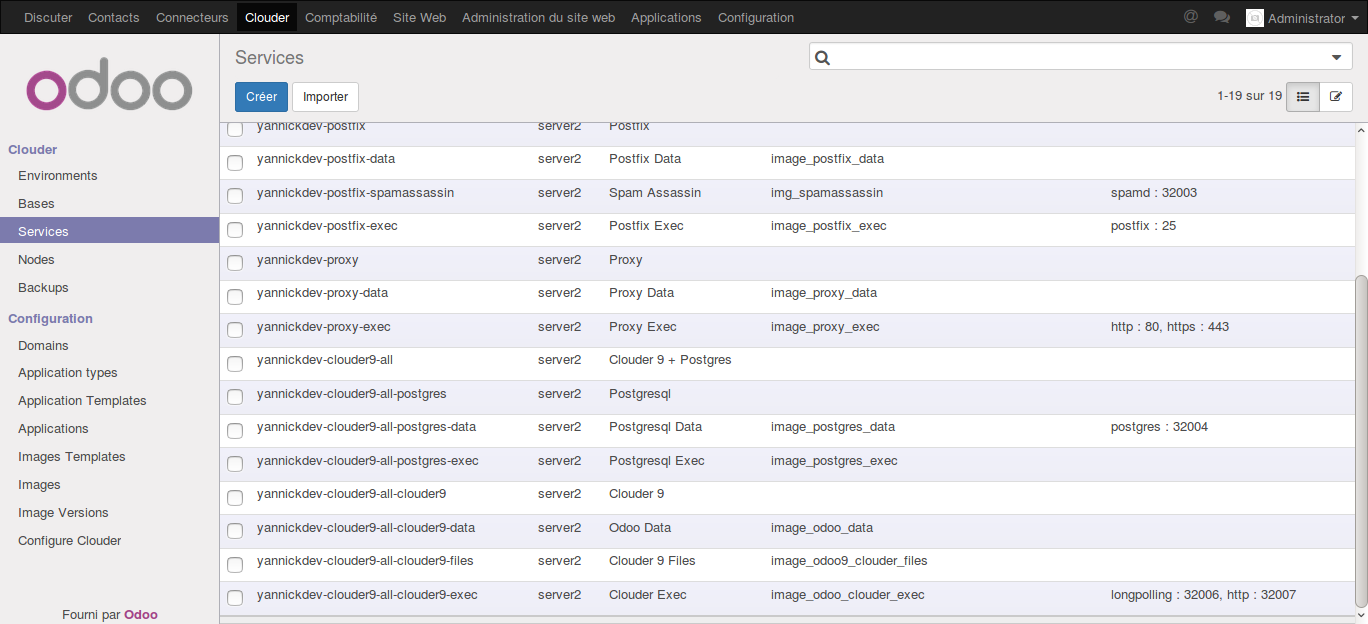 Discuter Contacts Connecteurs Clouder Comptabilité Site Web Administration du site web Applications Configuration @ Administrator
odoo
Clouder
Environments
Bases
Services
Nodes
Backups
Configuration
Domains
Application types
Application Templates
Applications
Images Templates
Images
Image Versions
Configure Clouder
Fourni par Odoo
Services
Créer Importer
1-19 sur 19
yannickdev-postfix server2 Postfix
yannickdev-postfix-data server2 Postfix Data image_postfix_data
yannickdev-postfix-spamassassin server2 Spam Assassin img_spamassassin spamd : 32003
yannickdev-postfix-exec server2 Postfix Exec image_postfix_exec postfix : 25
yannickdev-proxy server2 Proxy
yannickdev-proxy-data server2 Proxy Data image_proxy_data
yannickdev-proxy-exec server2 Proxy Exec image_proxy_exec http : 80, https : 443
yannickdev-clouder9-all server2 Clouder 9 + Postgres
yannickdev-clouder9-all-postgres server2 Postgresql
yannickdev-clouder9-all-postgres-data server2 Postgresql Data image_postgres_data postgres : 32004
yannickdev-clouder9-all-postgres-exec server2 Postgresql Exec image_postgres_exec
yannickdev-clouder9-all-clouder9 server2 Clouder 9
yannickdev-clouder9-all-clouder9-data server2 Odoo Data image_odoo_data
yannickdev-clouder9-all-clouder9-files server2 Clouder 9 Files image_odoo9_clouder_files
yannickdev-clouder9-all-clouder9-exec server2 Clouder Exec image_odoo_clouder_exec longpolling : 32006, http : 32007